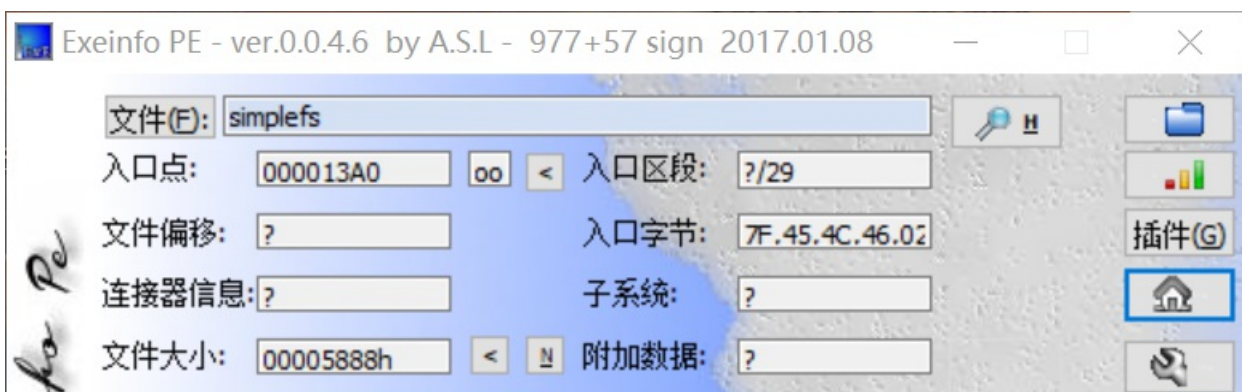 Exeinfo PE - ver.0.0.4.6 by A.S.L - 977+57 sign 2017.01.08
文件(F): simplefs H
入口点: 000013A0 oo < 入口区段: ?/29
文件偏移: ? 入口字节: 7F.45.4C.46.02 插件(G)
连接器信息: ? 子系统: ?
文件大小: 00005888h < N 附加数据: ?